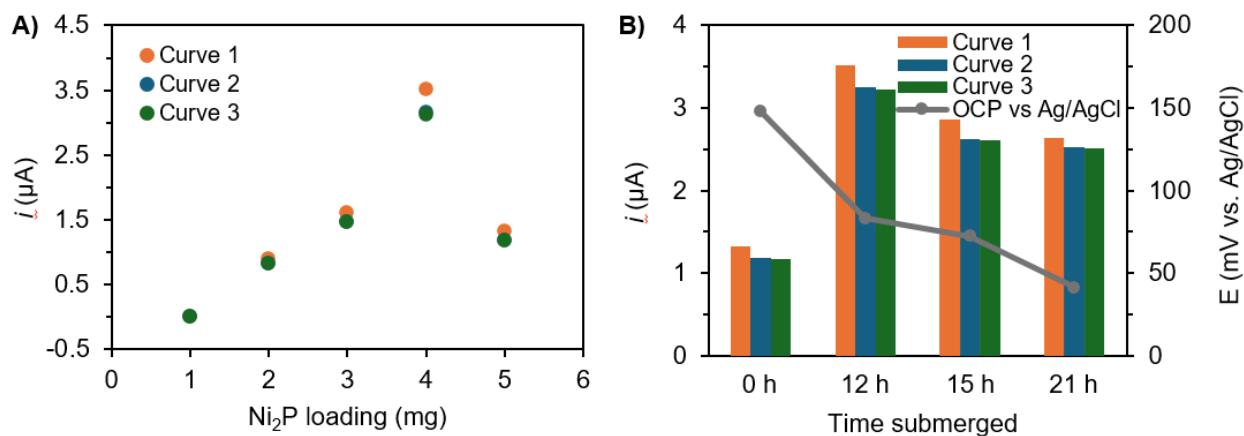 A)
4.5
3.5
2.5
1.5
0.5
-0.5
i (µA)
Curve 1
Curve 2
Curve 3
0 1 2 3 4 5 6
Ni₂P loading (mg)
B)
4
3
2
1
0
i (µA)
Curve 1
Curve 2
Curve 3
OCP vs Ag/AgCl
200
150
100
50
0
E (mV vs. Ag/AgCl)
0 h 12 h 15 h 21 h
Time submerged